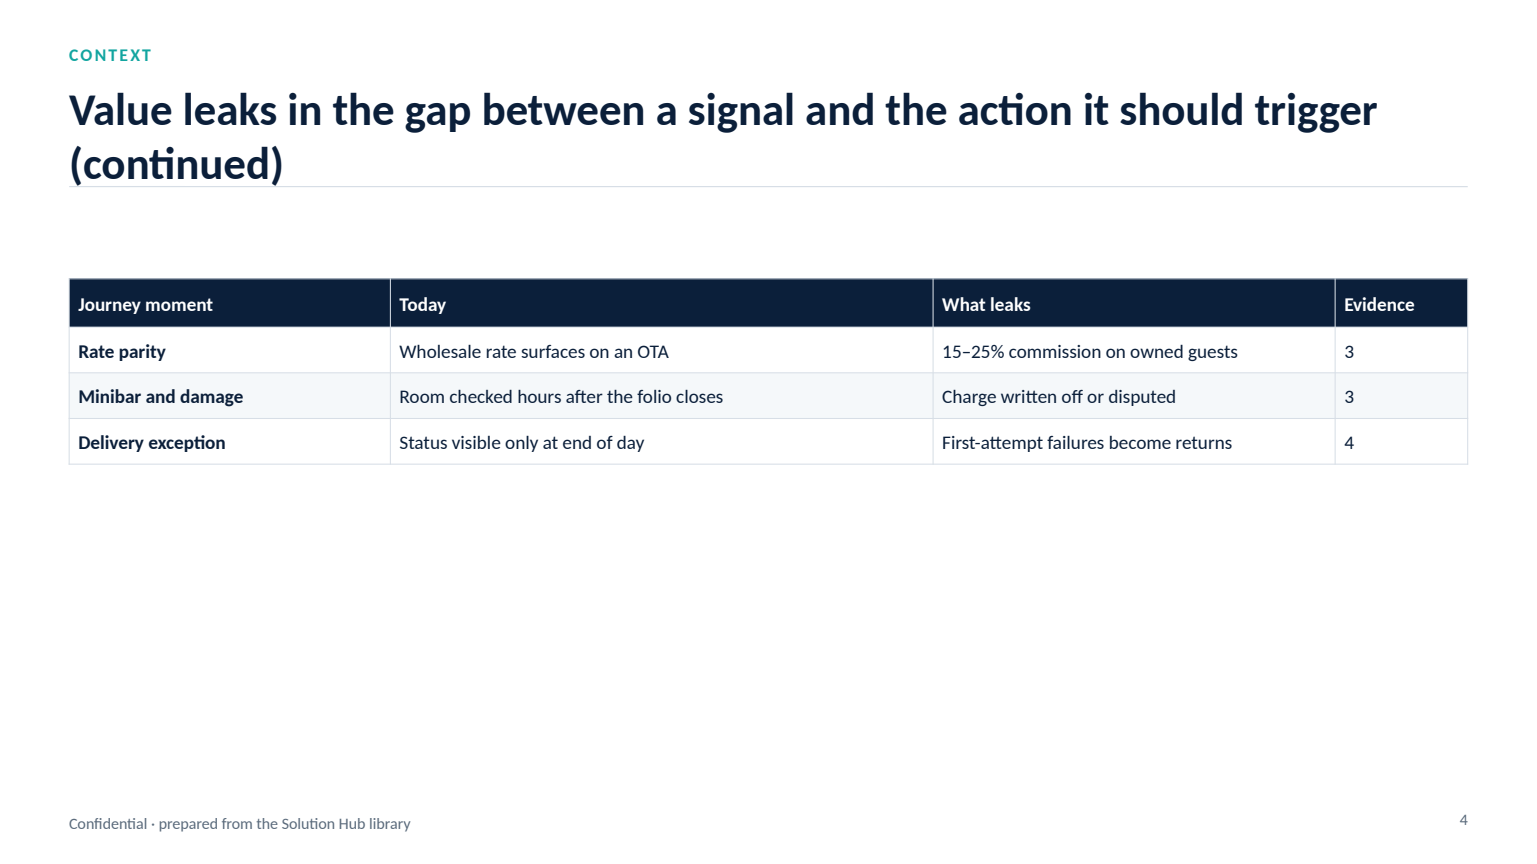 CONTEXT
Value leaks in the gap between a signal and the action it should trigger
(continued)
Journey moment Today What leaks Evidence
Rate parity Wholesale rate surfaces on an OTA 15–25% commission on owned guests 3
Minibar and damage Room checked hours after the folio closes Charge written off or disputed 3
Delivery exception Status visible only at end of day First-attempt failures become returns 4
Confidential · prepared from the Solution Hub library 4